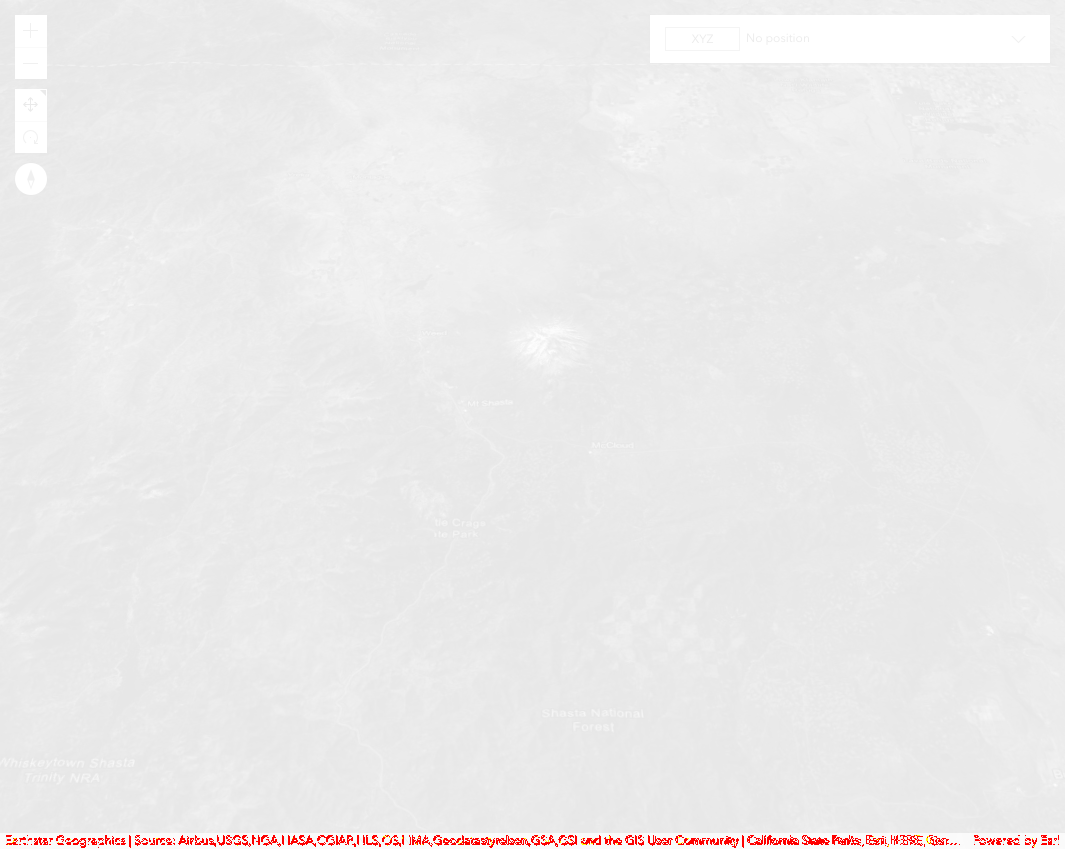 XYZ No position
Mt Shasta
McCloud
tle Crags
te Park
Shasta National
Forest
Whiskeytown Shasta
Trinity NRA
Earthstar Geographics | Source: Airbus,USGS,NGA,NASA,CGIAR,NLS,OS,NMA,Geodatastyrelsen,GSA,GSI and the GIS User Community | California State Parks, Esri, HERE, Gar... Powered by Esri